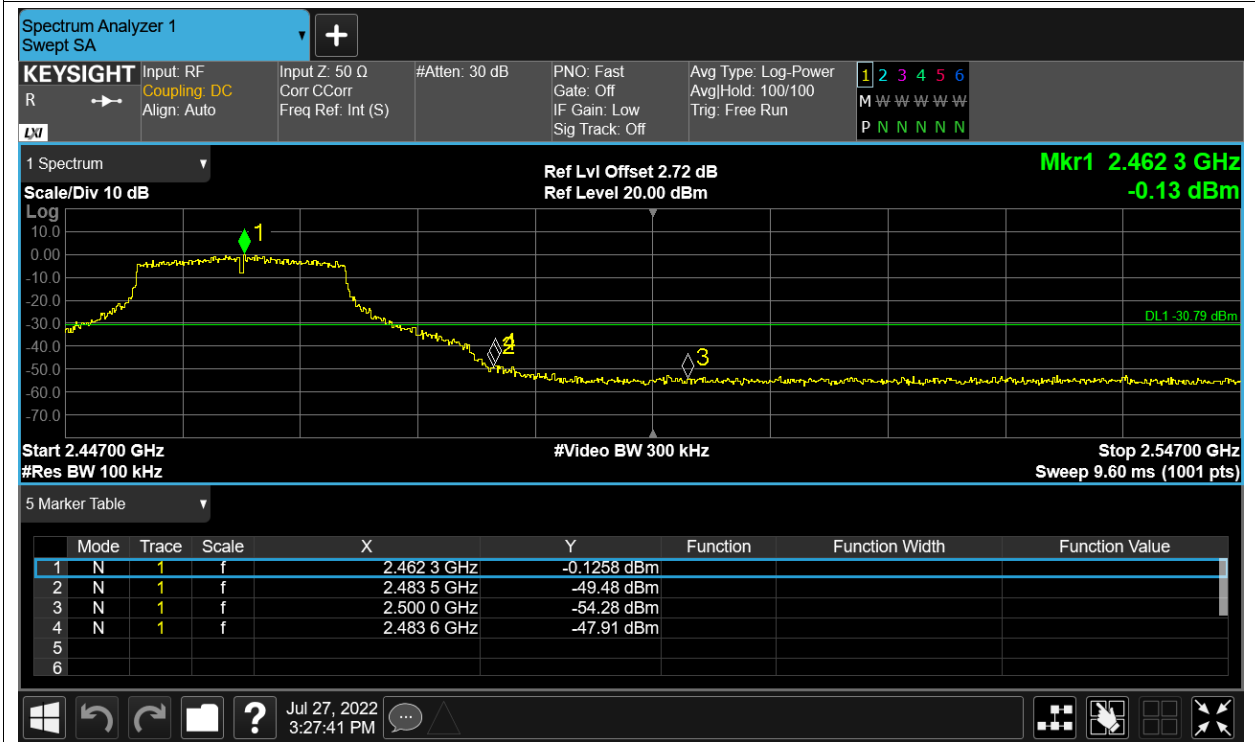 Spectrum Analyzer 1
Swept SA
KEYSIGHT Input: RF Input Z: 50 Ω #Atten: 30 dB PNO: Fast Avg Type: Log-Power 1 2 3 4 5 6
R Coupling: DC Corr CCorr Gate: Off Avg|Hold: 100/100 M W W W W W W
Align: Auto Freq Ref: Int (S) IF Gain: Low Trig: Free Run
LXI Sig Track: Off P N N N N N N
1 Spectrum Ref Lvl Offset 2.72 dB Mkr1 2.462 3 GHz
Scale/Div 10 dB Ref Level 20.00 dBm -0.13 dBm
Log
10.0
1
0.00
-10.0
-20.0
-30.0
DL1 -30.79 dBm
-40.0
4
2
3
-50.0
-60.0
-70.0
Start 2.44700 GHz #Video BW 300 kHz Stop 2.54700 GHz
#Res BW 100 kHz Sweep 9.60 ms (1001 pts)
5 Marker Table
Mode Trace Scale X Y Function Function Width Function Value
1 N 1 f 2.462 3 GHz -0.1258 dBm
2 N 1 f 2.483 5 GHz -49.48 dBm
3 N 1 f 2.500 0 GHz -54.28 dBm
4 N 1 f 2.483 6 GHz -47.91 dBm
5
6
? Jul 27, 2022
3:27:41 PM